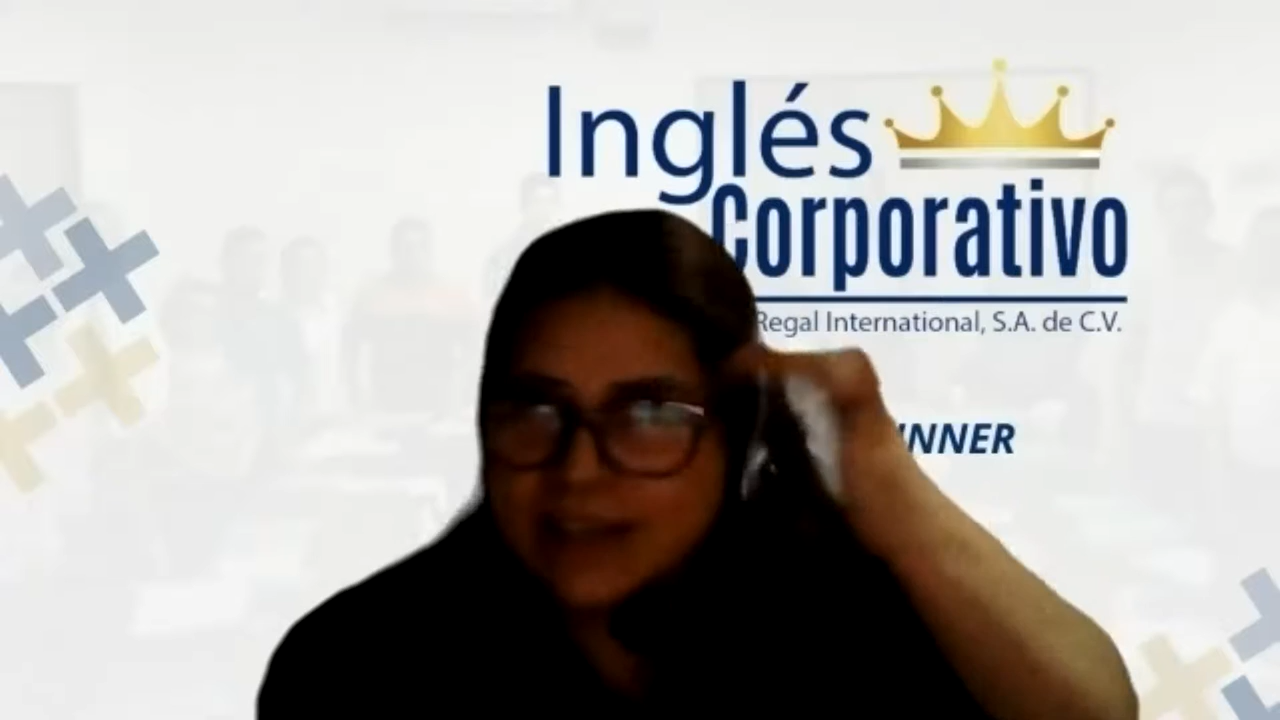 Inglés
Corporativo
Regal International, S.A. de C.V.